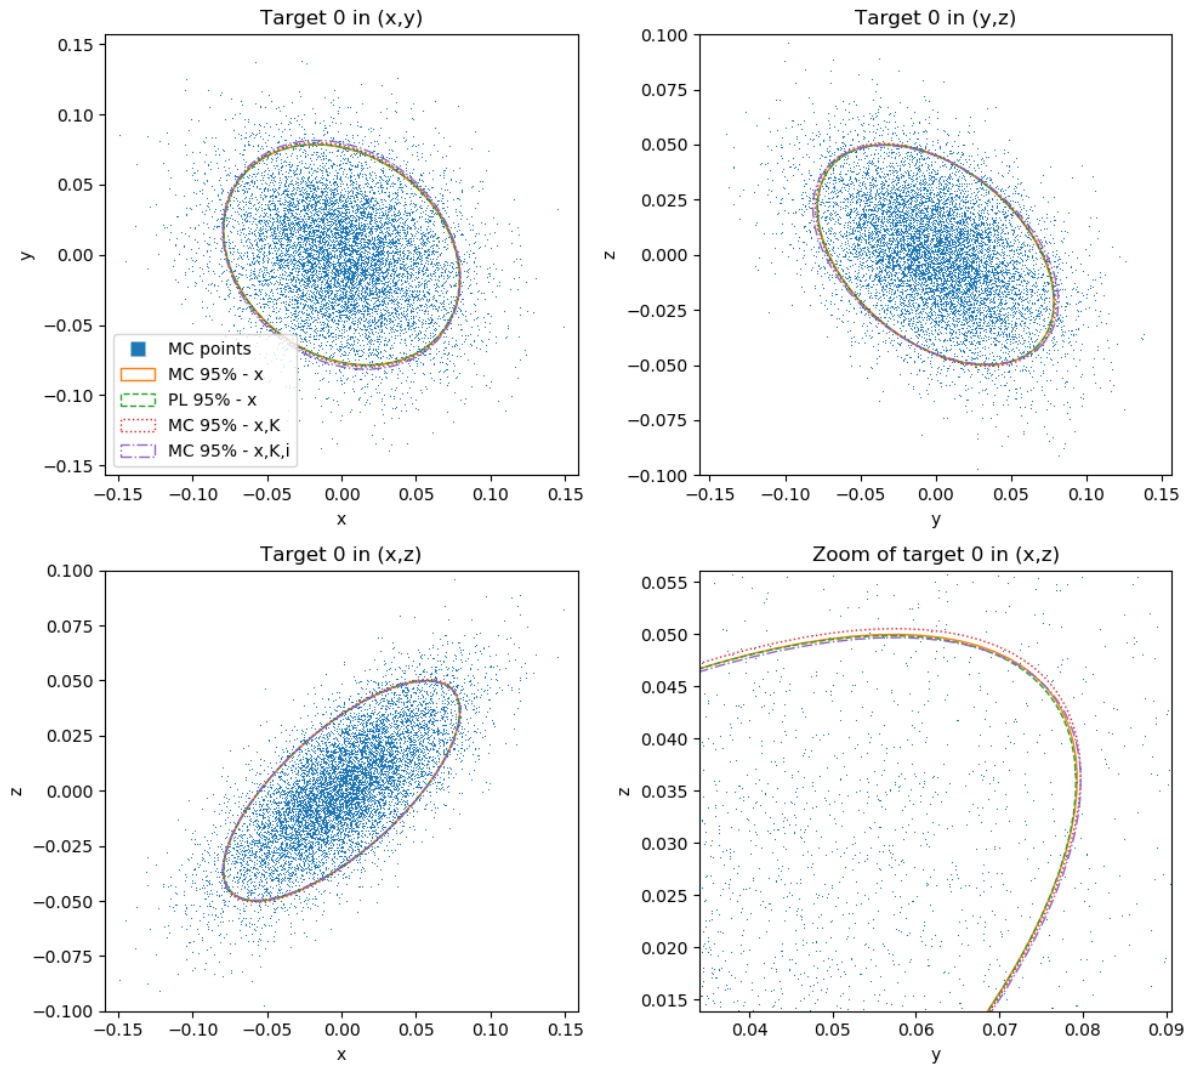 Target 0 in (x,y)
0.15
0.10
0.05
0.00
−0.05
−0.10
−0.15
y
MC points
MC 95% - x
PL 95% - x
MC 95% - x,K
MC 95% - x,K,i
−0.15 −0.10 −0.05 0.00 0.05 0.10 0.15
x
Target 0 in (y,z)
0.100
0.075
0.050
0.025
0.000
−0.025
−0.050
−0.075
−0.100
z
−0.15 −0.10 −0.05 0.00 0.05 0.10 0.15
y
Target 0 in (x,z)
0.100
0.075
0.050
0.025
0.000
−0.025
−0.050
−0.075
−0.100
z
−0.15 −0.10 −0.05 0.00 0.05 0.10 0.15
x
Zoom of target 0 in (x,z)
0.055
0.050
0.045
0.040
0.035
0.030
0.025
0.020
0.015
z
0.04 0.05 0.06 0.07 0.08 0.09
y